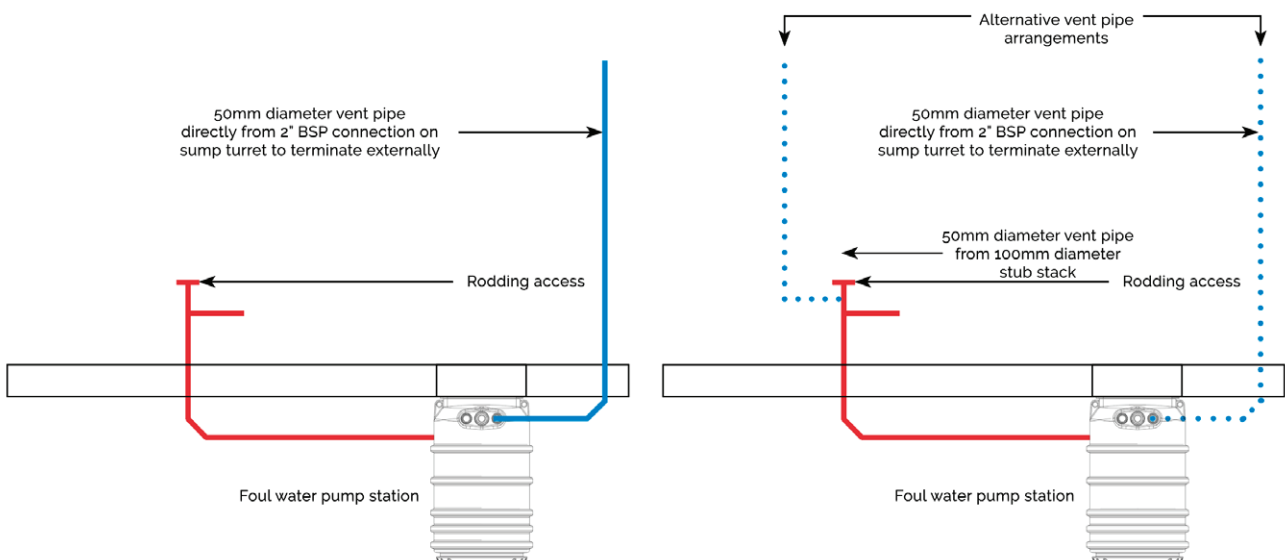 50mm diameter vent pipe
directly from 2" BSP connection on
sump turret to terminate externally
Rodding access
Foul water pump station
Alternative vent pipe
arrangements
50mm diameter vent pipe
directly from 2" BSP connection on
sump turret to terminate externally
50mm diameter vent pipe
from 100mm diameter
stub stack
Rodding access
Foul water pump station